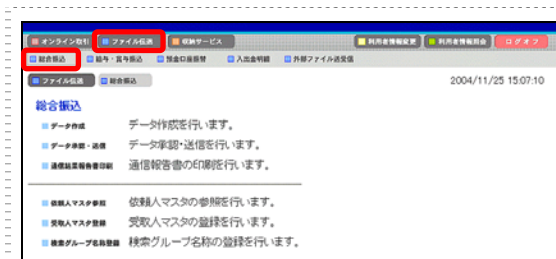 オンライン取引 ファイル伝送 収納サービス 利用者情報変更 利用者情報照会 ログオフ
総合振込 給与・賞与振込 預金口座振替 入出金明細 外部ファイル送受信
ファイル伝送 総合振込 2004/11/25 15:07:10
総合振込
データ作成 データ作成を行います。
データ承認・送信 データ承認・送信を行います。
通信結果報告書印刷 通信報告書の印刷を行います。
依頼人マスタ参照 依頼人マスタの参照を行います。
受取人マスタ登録 受取人マスタの登録を行います。
検索グループ名称登録 検索グループ名称の登録を行います。